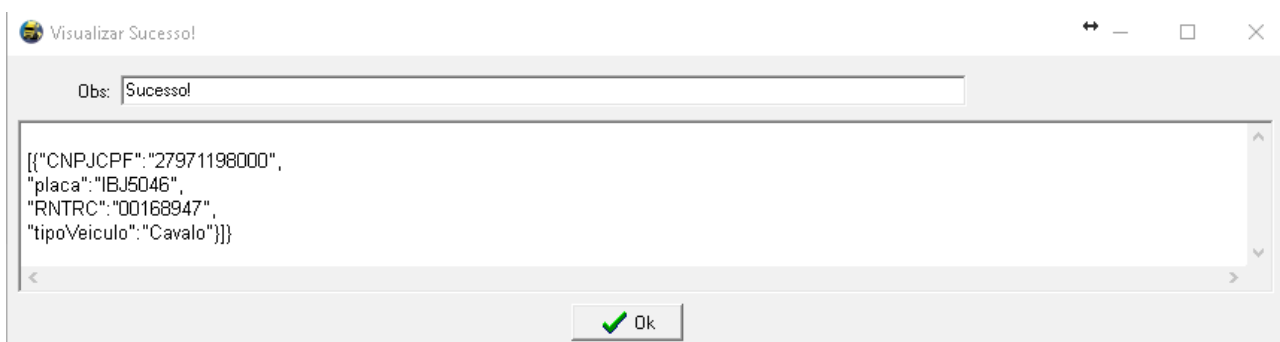 Visualizar Sucesso!
Obs: Sucesso!
[{"CNPJCPF":"27971198000",
"placa":"IBJ5046",
"RNTRC":"00168947",
"tipoVeiculo":"Cavalo"}]}
Ok